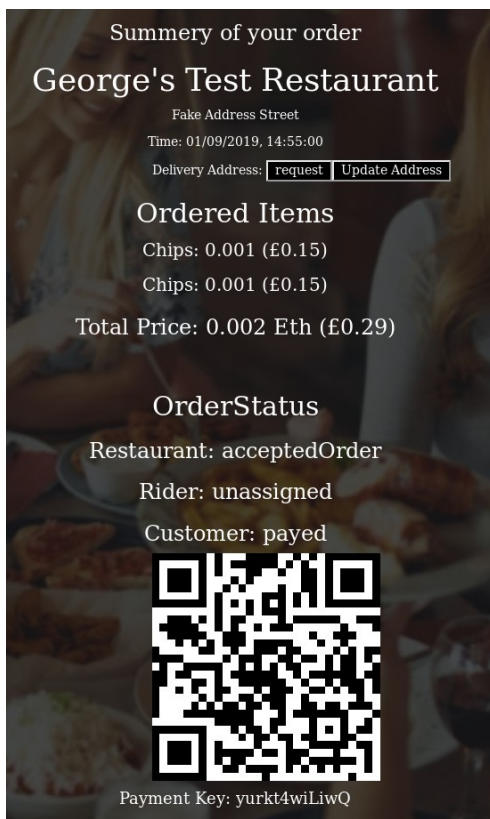 Summery of your order
George's Test Restaurant
Fake Address Street
Time: 01/09/2019, 14:55:00
Delivery Address: request Update Address
Ordered Items
Chips: 0.001 (£0.15)
Chips: 0.001 (£0.15)
Total Price: 0.002 Eth (£0.29)
OrderStatus
Restaurant: acceptedOrder
Rider: unassigned
Customer: payed
Payment Key: yurkt4wiLiwQ